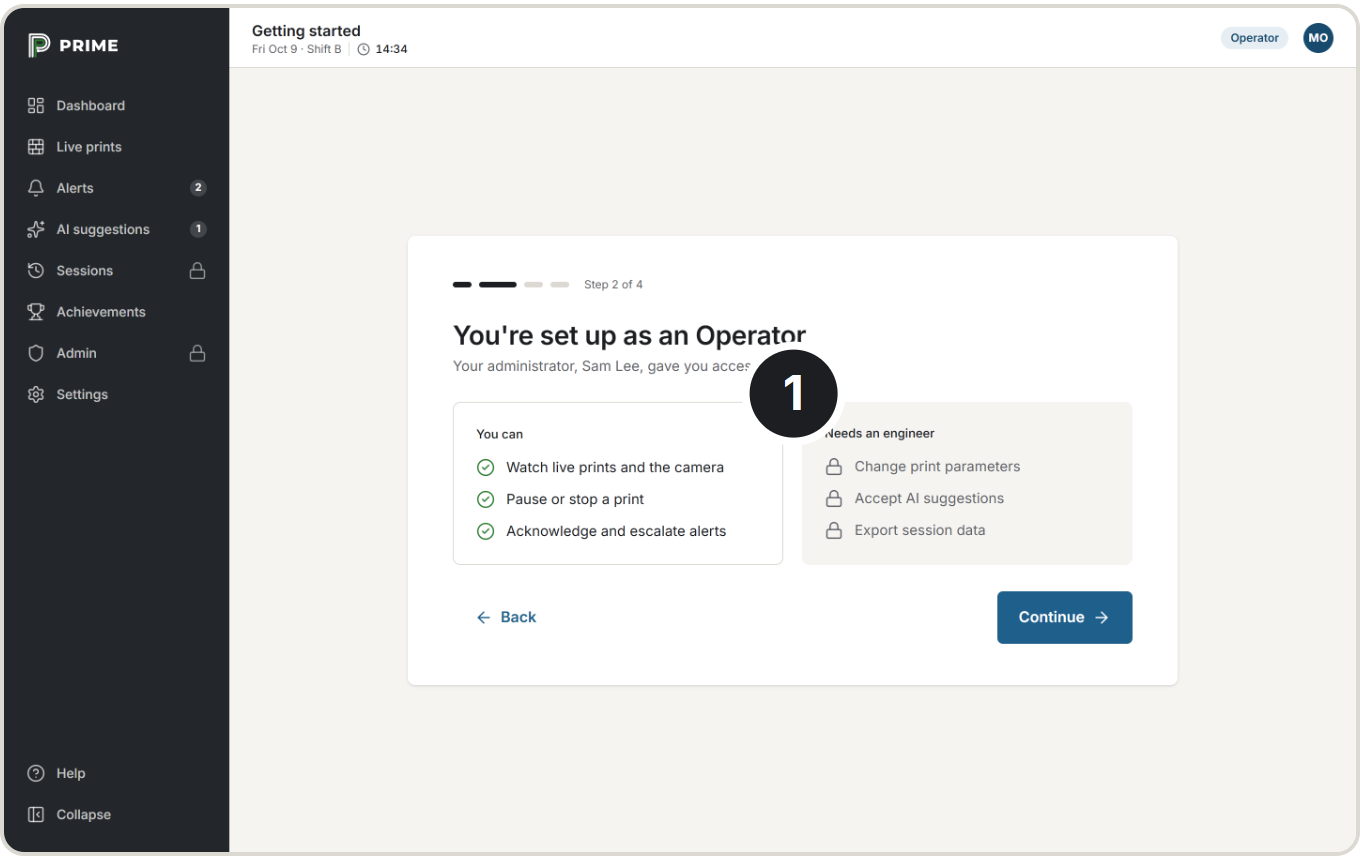 PRIME
Getting started
Fri Oct 9 · Shift B
14:34
Operator
MO
Dashboard
Live prints
Alerts
2
AI suggestions
1
Sessions
Achievements
Admin
Settings
Help
Collapse
Step 2 of 4
You're set up as an Operator
Your administrator, Sam Lee, gave you
1
You can
Watch live prints and the camera
Pause or stop a print
Acknowledge and escalate alerts
Needs an engineer
Change print parameters
Accept AI suggestions
Export session data
Back
Continue